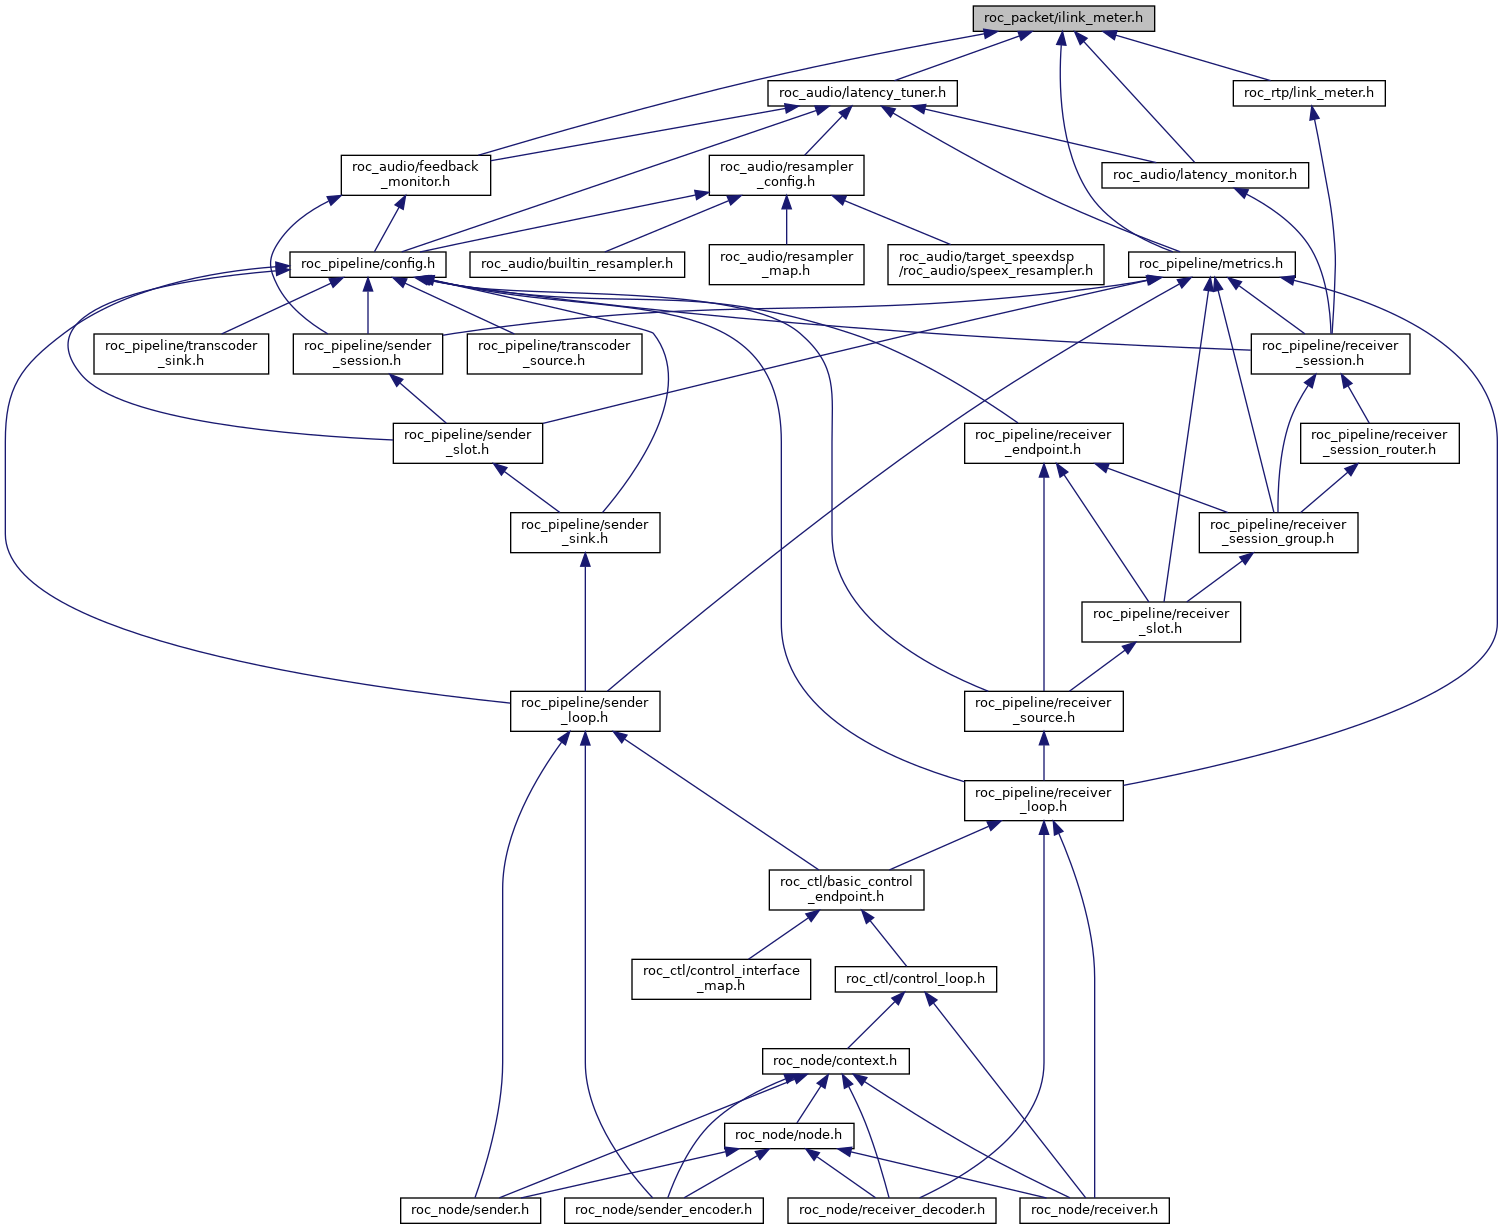 roc_packet/ilink_meter.h
roc_audio/latency_tuner.h
roc_rtp/link_meter.h
roc_audio/feedback
_monitor.h
roc_audio/resampler
_config.h
roc_audio/latency_monitor.h
roc_pipeline/config.h
roc_audio/builtin_resampler.h
roc_audio/resampler
_map.h
roc_audio/target_speexdsp
/roc_audio/speex_resampler.h
roc_pipeline/metrics.h
roc_pipeline/transcoder
_sink.h
roc_pipeline/sender
_session.h
roc_pipeline/transcoder
_source.h
roc_pipeline/receiver
_session.h
roc_pipeline/sender
_slot.h
roc_pipeline/receiver
_endpoint.h
roc_pipeline/receiver
_session_router.h
roc_pipeline/sender
_sink.h
roc_pipeline/receiver
_session_group.h
roc_pipeline/receiver
_slot.h
roc_pipeline/sender
_loop.h
roc_pipeline/receiver
_source.h
roc_pipeline/receiver
_loop.h
roc_ctl/basic_control
_endpoint.h
roc_ctl/control_interface
_map.h
roc_ctl/control_loop.h
roc_node/context.h
roc_node/node.h
roc_node/sender.h
roc_node/sender_encoder.h
roc_node/receiver_decoder.h
roc_node/receiver.h